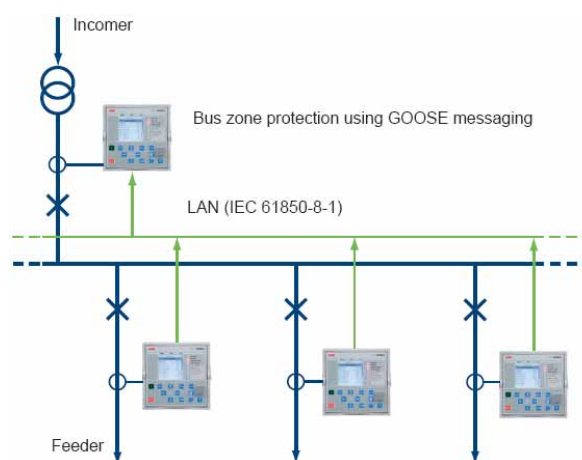 Incomer
Bus zone protection using GOOSE messaging
LAN (IEC 61850-8-1)
Feeder